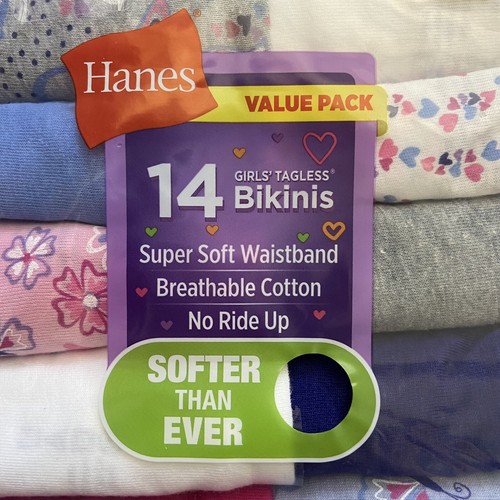 Hanes
VALUE PACK
14 GIRLS' TAGLESS®
Bikinis
Super Soft Waistband
Breathable Cotton
No Ride Up
SOFTER
THAN
EVER